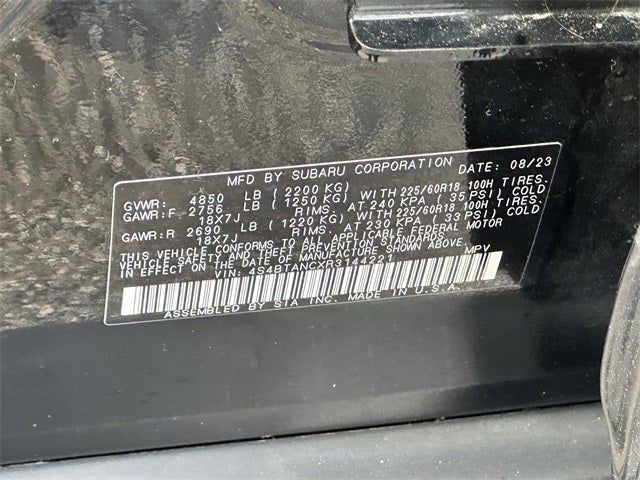 MFD BY SUBARU CORPORATION DATE: 08/23
GVWR: 4850 LB (2200 KG)
GAWR:F 2756 LB (1250 KG) WITH 225/60R18 100H TIRES.
18X7J RIMS. AT 240 KPA (35 PSI) COLD
GAWR:R 2690 LB (1220 KG) WITH 225/60R18 100H TIRES.
18X7J RIMS. AT 230 KPA (33 PSI) COLD
THIS VEHICLE CONFORMS TO ALL APPLICABLE FEDERAL MOTOR
VEHICLE SAFETY AND THEFT PREVENTION STANDARDS
IN EFFECT ON THE DATE OF MANUFACTURE SHOWN ABOVE.
VIN: 4S4BTANCXR3144221 MPV
ASSEMBLED BY SIA INC. MADE IN U.S.A.